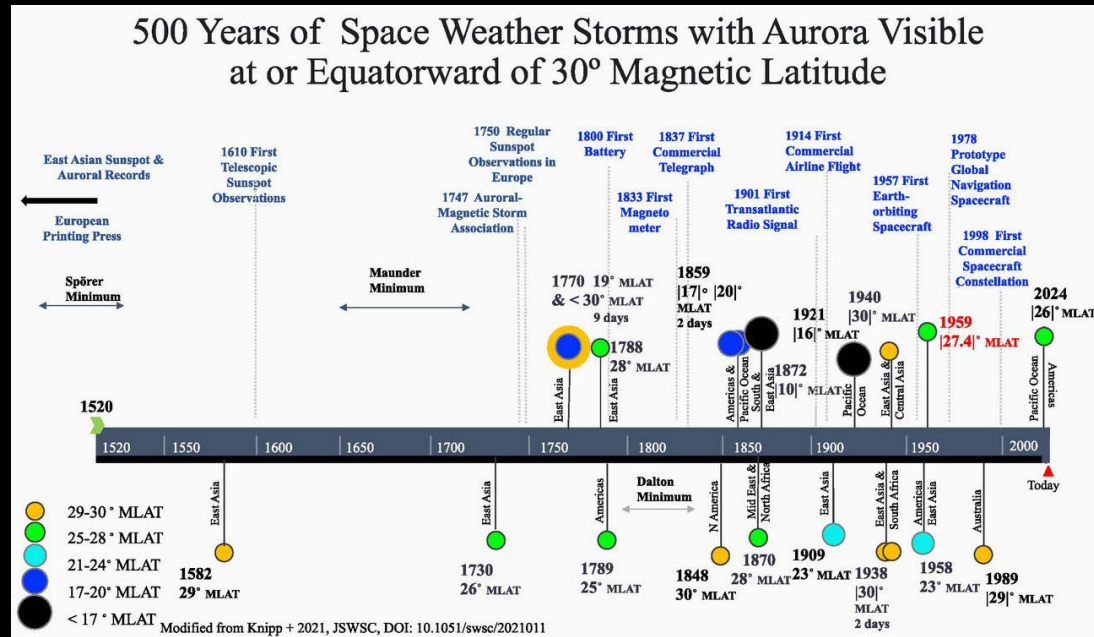 500 Years of Space Weather Storms with Aurora Visible
at or Equatorward of 30° Magnetic Latitude
East Asian Sunspot &
Auroral Records
European
Printing Press
Spörer
Minimum
1610 First
Telescopic
Sunspot
Observations
Maunder
Minimum
1750 Regular
Sunspot
Observations in
Europe
1747 Auroral-
Magnetic Storm
Association
1800 First
Battery
1833 First
Magneto
meter
1837 First
Commercial
Telegraph
1901 First
Transatlantic
Radio Signal
1914 First
Commercial
Airline Flight
1957 First
Earth-
orbiting
Spacecraft
1978
Prototype
Global
Navigation
Spacecraft
1998 First
Commercial
Spacecraft
Constellation
1770 19° MLAT
& < 30° MLAT
9 days
East Asia
1788
28° MLAT
East Asia
1859
|17|° |20|°
MLAT
2 days
Americas &
Pacific Ocean
South &
East Asia
1872
|10|° MLAT
1921
|16|° MLAT
Pacific
Ocean
1940
|30|° MLAT
East Asia &
Central Asia
1959
|27.4|° MLAT
2024
|26|° MLAT
Pacific Ocean
Americas
1520
1520 1550 1600 1650 1700 1750 1800 1850 1900 1950 2000
Today
East Asia
1582
29° MLAT
East Asia
1730
26° MLAT
Americas
1789
25° MLAT
Dalton
Minimum
N America
1848
30° MLAT
Mid East &
North Africa
1870
28° MLAT
East Asia
1909
23° MLAT
East Asia &
South Africa
1938
|30|°
MLAT
2 days
Americas
East Asia
1958
23° MLAT
Australia
1989
|29|° MLAT
29-30° MLAT
25-28° MLAT
21-24° MLAT
17-20° MLAT
< 17° MLAT
Modified from Knipp + 2021, JSWSC, DOI: 10.1051/swsc/2021011